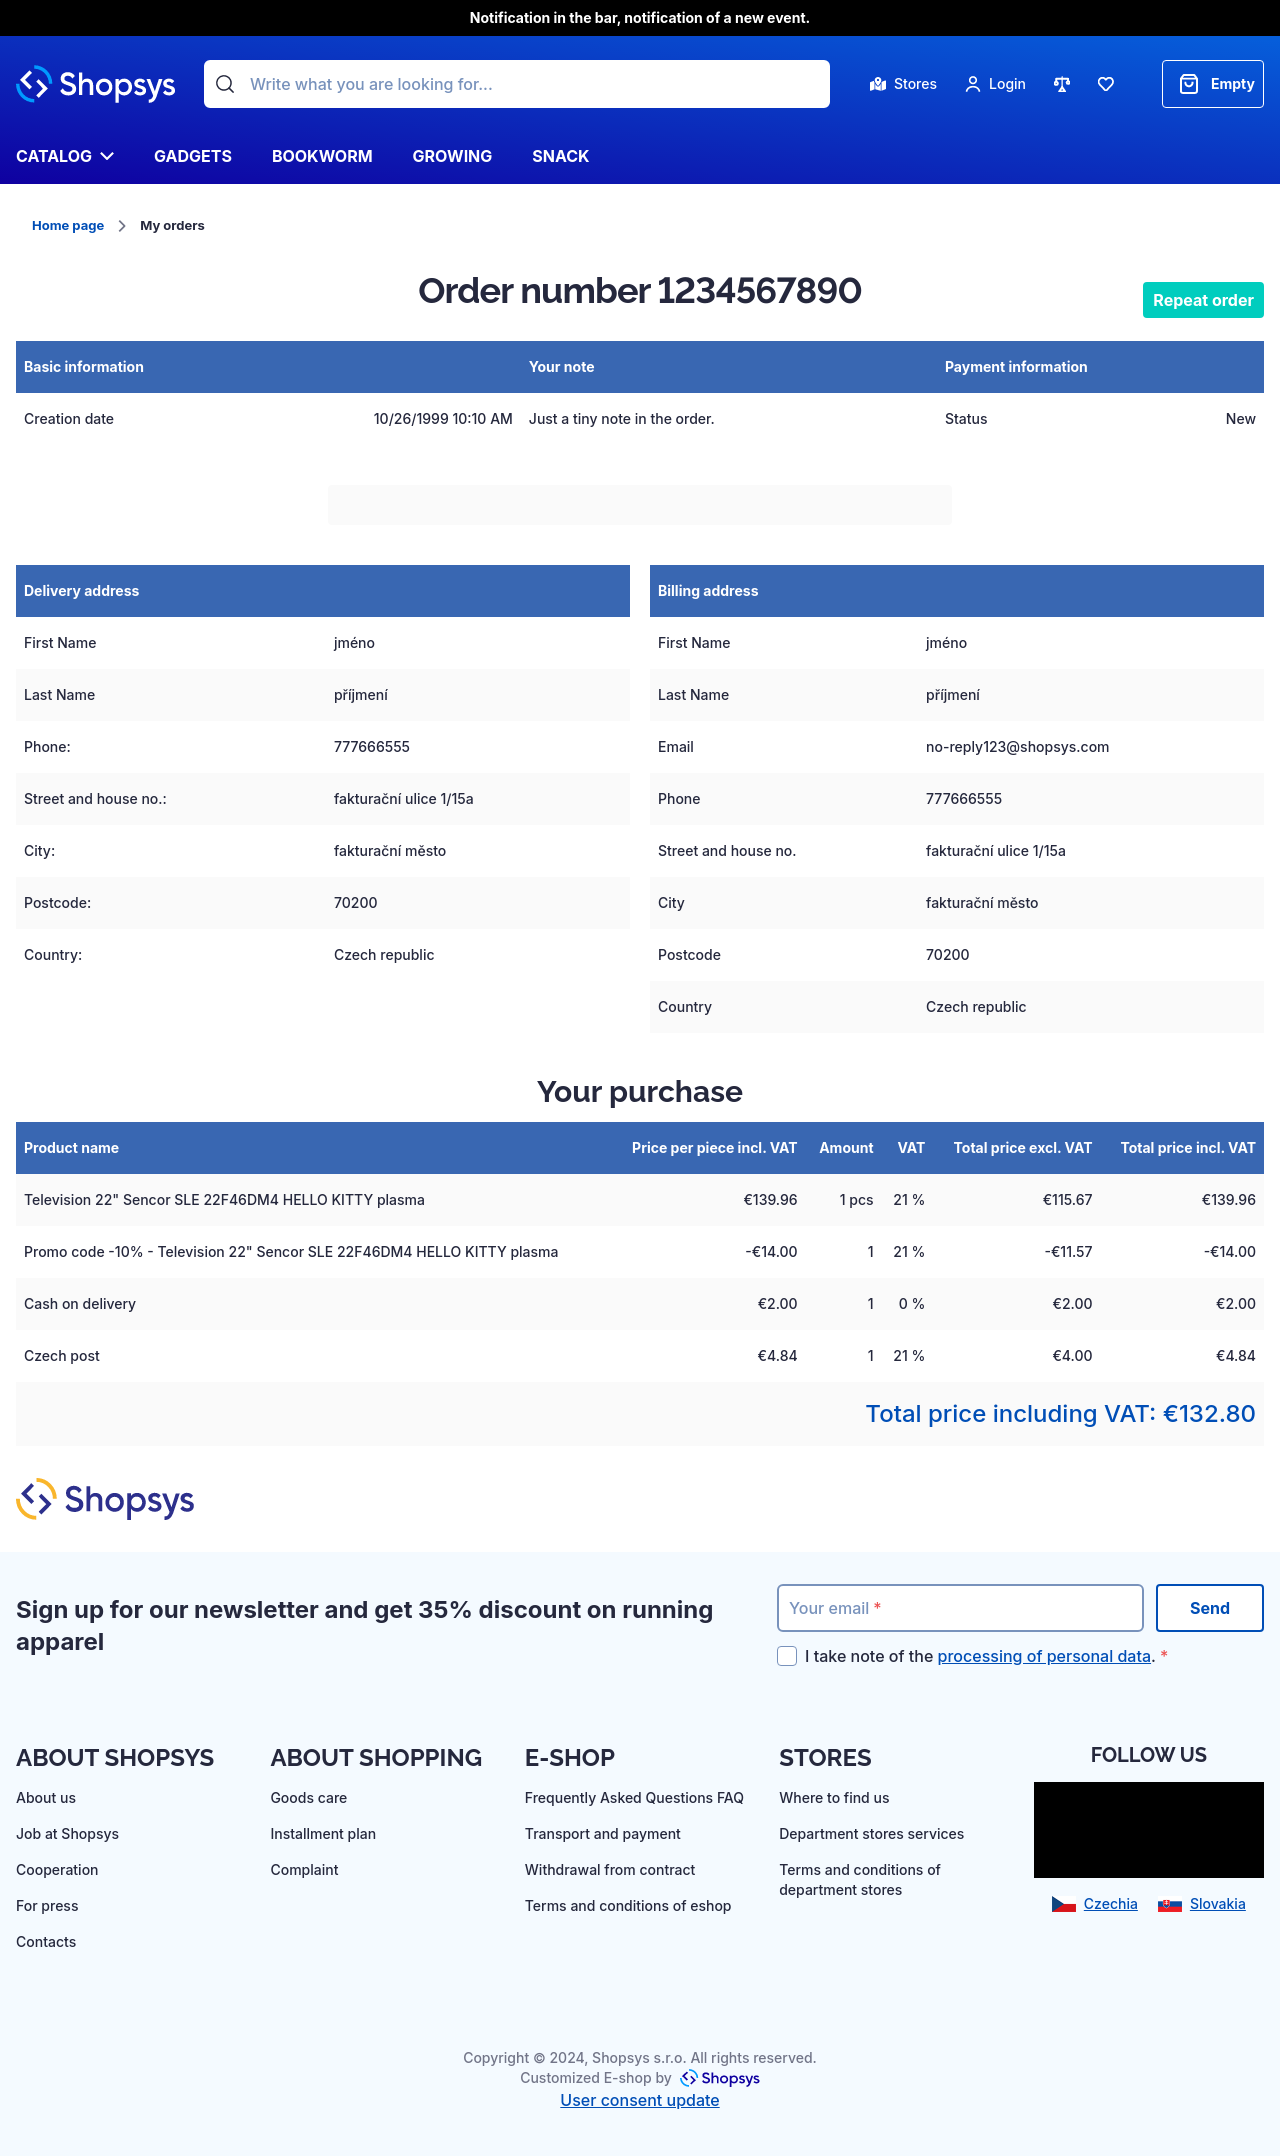 Notification in the bar, notification of a new event.
Shopsys
Write what you are looking for...
Stores
Login
Empty
CATALOG
GADGETS
BOOKWORM
GROWING
SNACK
Home page
My orders
Order number 1234567890
Repeat order
Basic information
Your note
Payment information
Creation date
10/26/1999 10:10 AM
Just a tiny note in the order.
Status
New
Delivery address
First Name
jméno
Last Name
příjmení
Phone:
777666555
Street and house no.:
fakturační ulice 1/15a
City:
fakturační město
Postcode:
70200
Country:
Czech republic
Billing address
First Name
jméno
Last Name
příjmení
Email
no-reply123@shopsys.com
Phone
777666555
Street and house no.
fakturační ulice 1/15a
City
fakturační město
Postcode
70200
Country
Czech republic
Your purchase
Product name
Price per piece incl. VAT
Amount
VAT
Total price excl. VAT
Total price incl. VAT
Television 22" Sencor SLE 22F46DM4 HELLO KITTY plasma
€139.96
1 pcs
21 %
€115.67
€139.96
Promo code -10% - Television 22" Sencor SLE 22F46DM4 HELLO KITTY plasma
-€14.00
1
21 %
-€11.57
-€14.00
Cash on delivery
€2.00
1
0 %
€2.00
€2.00
Czech post
€4.84
1
21 %
€4.00
€4.84
Total price including VAT: €132.80
Shopsys
Sign up for our newsletter and get 35% discount on running
apparel
Your email *
Send
I take note of the processing of personal data. *
ABOUT SHOPSYS
About us
Job at Shopsys
Cooperation
For press
Contacts
ABOUT SHOPPING
Goods care
Installment plan
Complaint
E-SHOP
Frequently Asked Questions FAQ
Transport and payment
Withdrawal from contract
Terms and conditions of eshop
STORES
Where to find us
Department stores services
Terms and conditions of
department stores
FOLLOW US
Czechia
Slovakia
Copyright © 2024, Shopsys s.r.o. All rights reserved.
Customized E-shop by Shopsys
User consent update